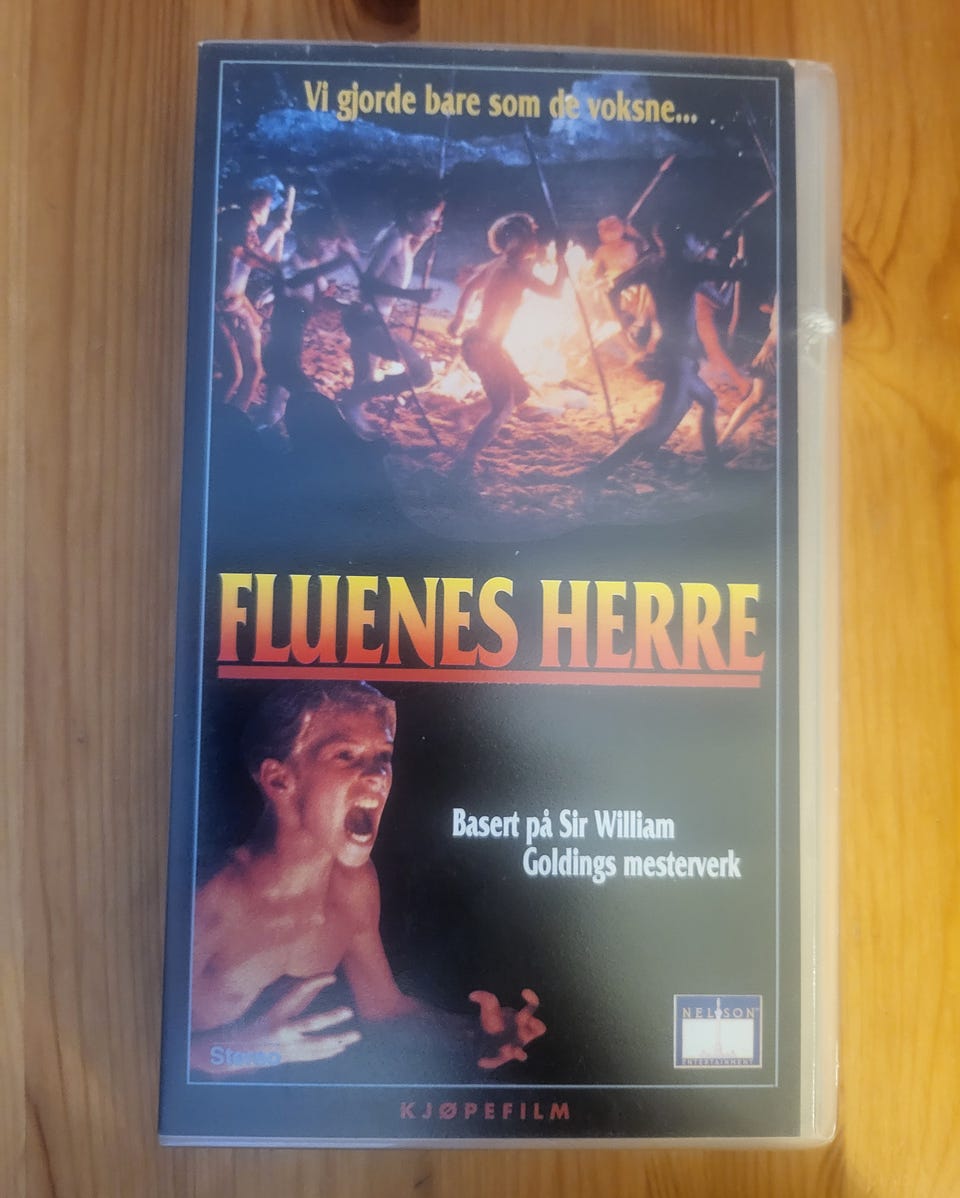 Vi gjorde bare som de voksne...
FLUENES HERRE
Basert på Sir William
Goldings mesterverk
NELSON
ENTERTAINMENT
Stereo
KJØPEFILM